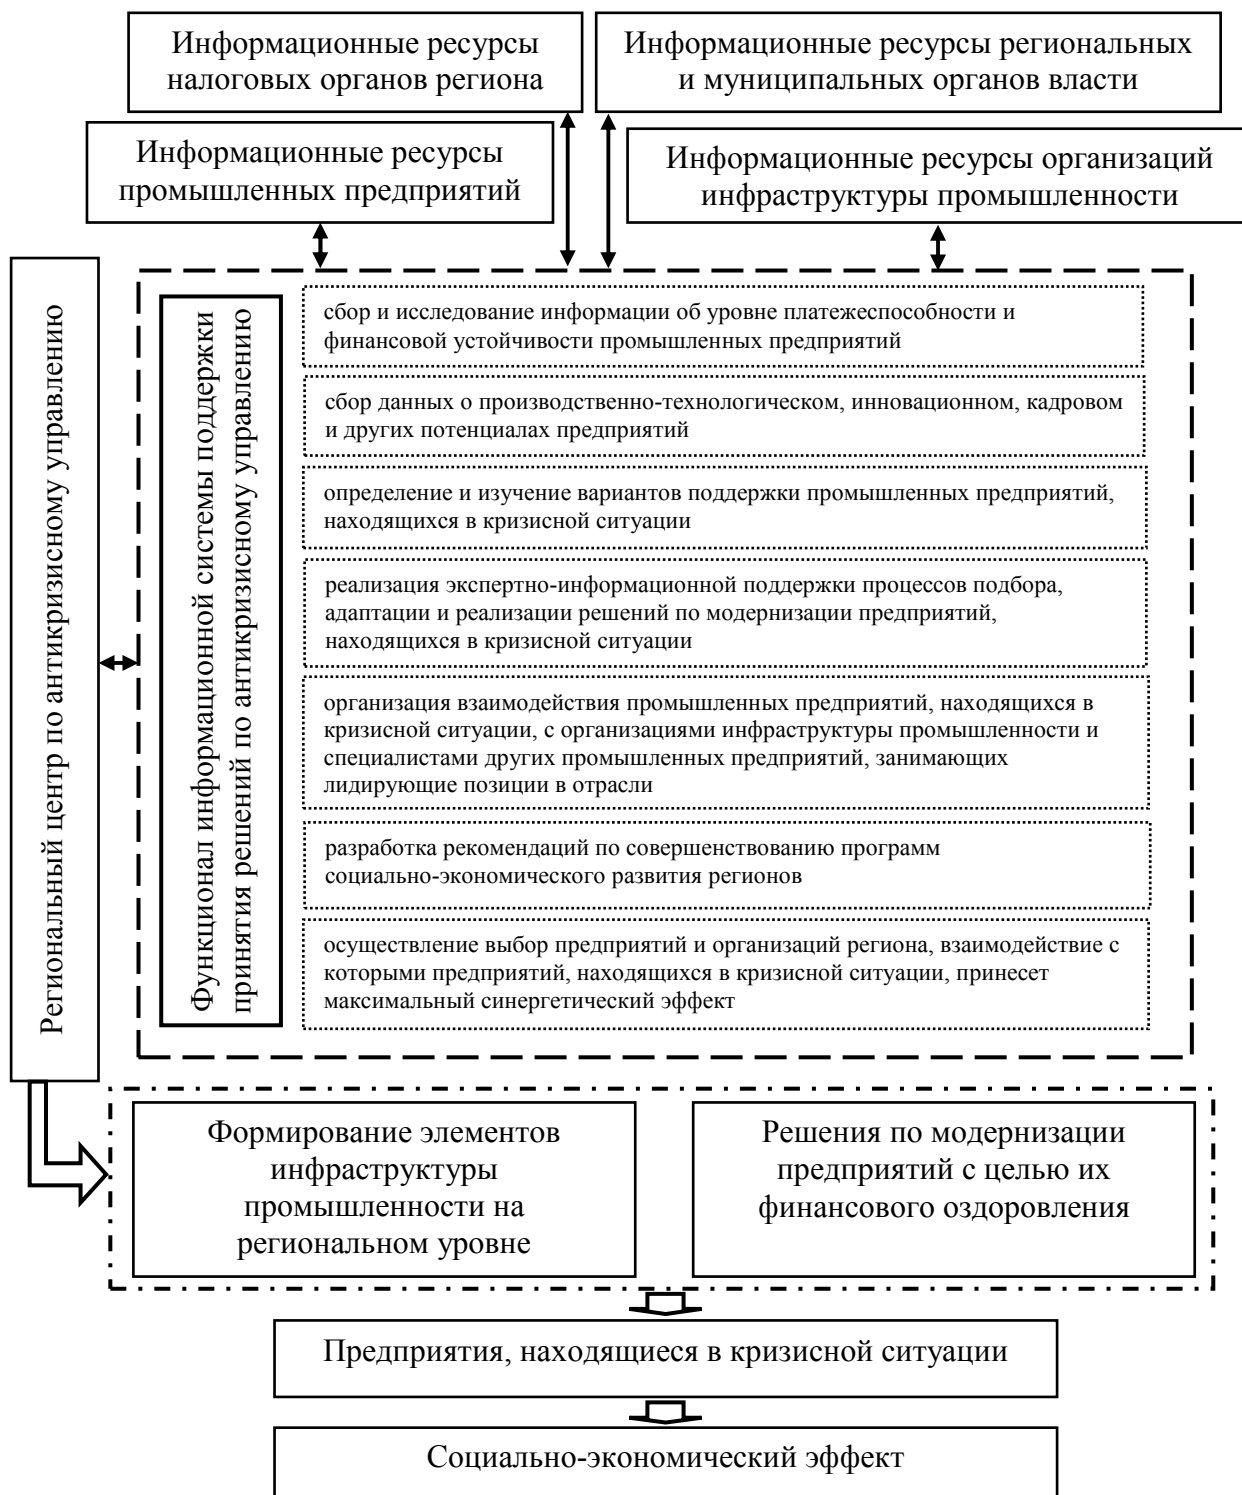 Информационные ресурсы
налоговых органов региона
Информационные ресурсы региональных
и муниципальных органов власти
Информационные ресурсы
промышленных предприятий
Информационные ресурсы организаций
инфраструктуры промышленности
Региональный центр по антикризисному управлению
Функционал информационной системы поддержки
принятия решений по антикризисному управлению
сбор и исследование информации об уровне платежеспособности и
финансовой устойчивости промышленных предприятий
сбор данных о производственно-технологическом, инновационном, кадровом
и других потенциалах предприятий
определение и изучение вариантов поддержки промышленных предприятий,
находящихся в кризисной ситуации
реализация экспертно-информационной поддержки процессов подбора,
адаптации и реализации решений по модернизации предприятий,
находящихся в кризисной ситуации
организация взаимодействия промышленных предприятий, находящихся в
кризисной ситуации, с организациями инфраструктуры промышленности и
специалистами других промышленных предприятий, занимающих
лидирующие позиции в отрасли
разработка рекомендаций по совершенствованию программ
социально-экономического развития регионов
осуществление выбор предприятий и организаций региона, взаимодействие с
которыми предприятий, находящихся в кризисной ситуации, принесет
максимальный синергетический эффект
Формирование элементов
инфраструктуры
промышленности на
региональном уровне
Решения по модернизации
предприятий с целью их
финансового оздоровления
Предприятия, находящиеся в кризисной ситуации
Социально-экономический эффект